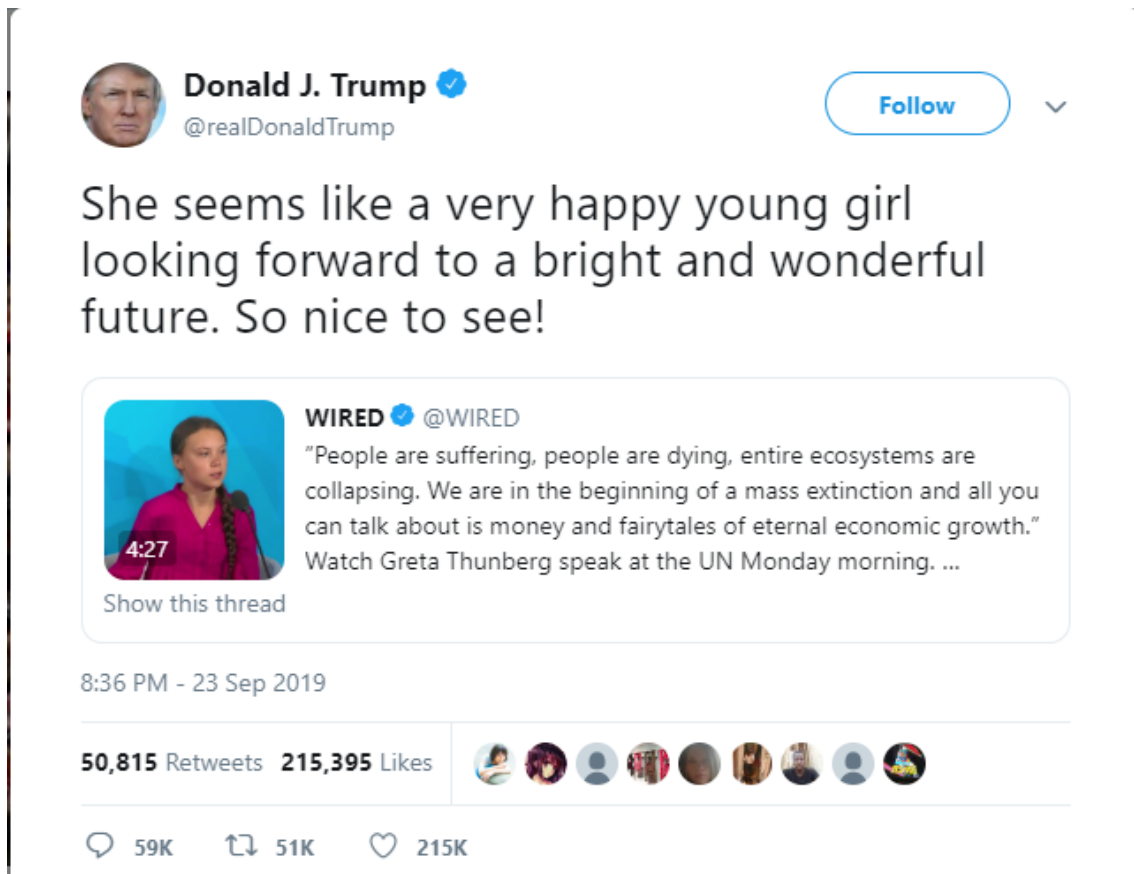 Donald J. Trump
@realDonaldTrump
Follow
She seems like a very happy young girl
looking forward to a bright and wonderful
future. So nice to see!
WIRED @WIRED
"People are suffering, people are dying, entire ecosystems are
collapsing. We are in the beginning of a mass extinction and all you
can talk about is money and fairytales of eternal economic growth."
Watch Greta Thunberg speak at the UN Monday morning. ...
4:27
Show this thread
8:36 PM - 23 Sep 2019
50,815 Retweets 215,395 Likes
59K 51K 215K